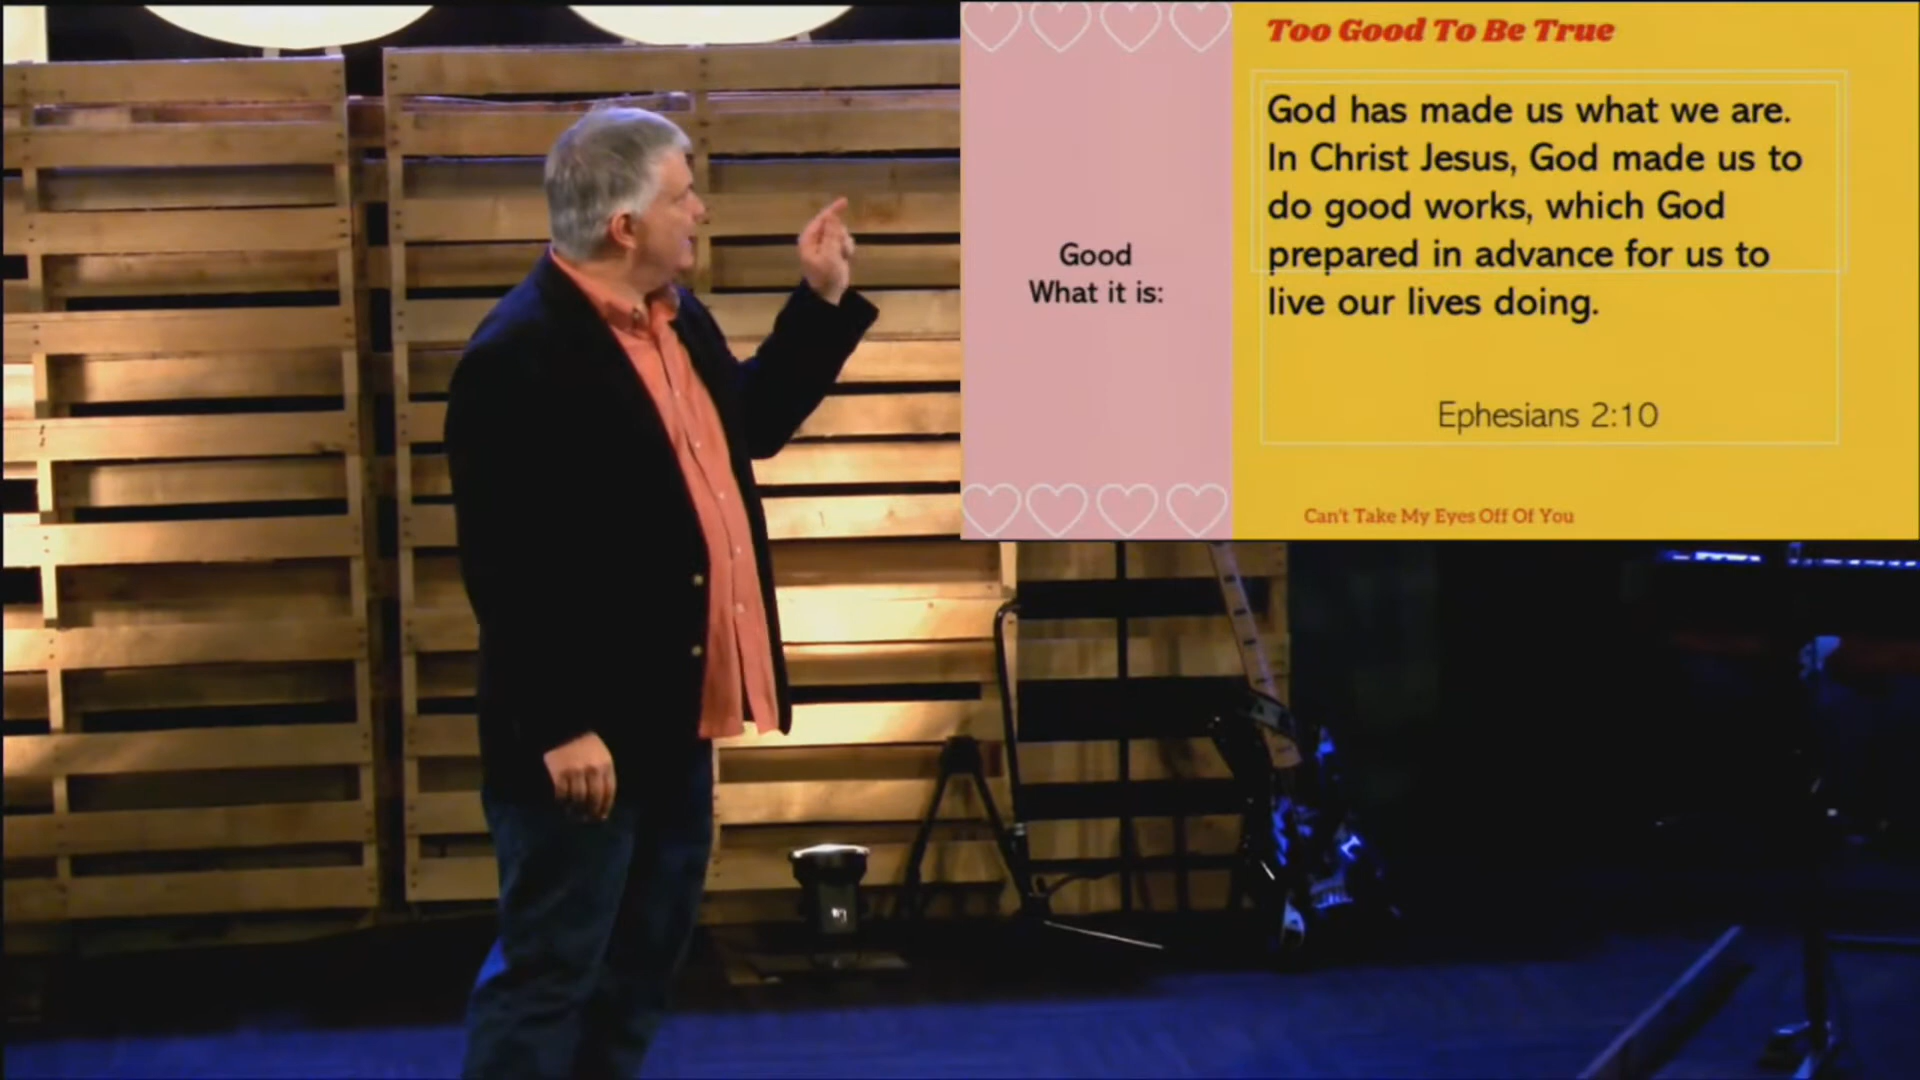 Too Good To Be True
Good
What it is:
God has made us what we are.
In Christ Jesus, God made us to
do good works, which God
prepared in advance for us to
live our lives doing.
Ephesians 2:10
Can't Take My Eyes Off Of You